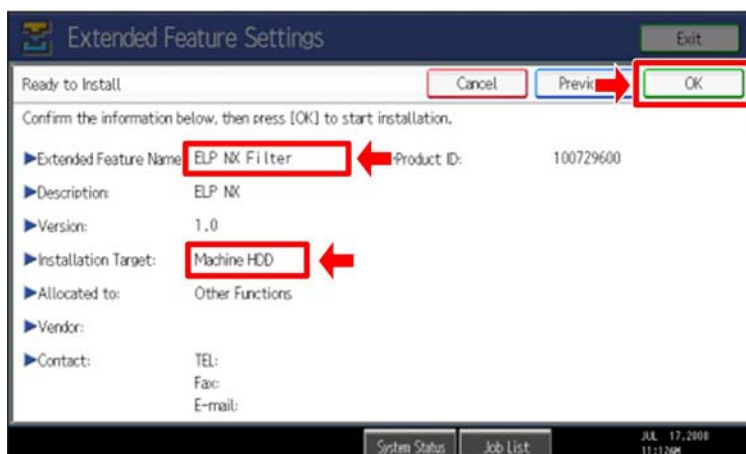 Extended Feature Settings
Exit
Ready to Install
Cancel
OK
Confirm the information below, then press [OK] to start installation.
Extended Feature Name
ELP NX Filter
Product ID:
100729600
Description:
ELP NX
Version:
1.0
Installation Target:
Machine HDD
Allocated to:
Other Functions
Vendor:
Contact:
TEL:
Fax:
E-mail:
System Status
Job List
JUL 17,2008